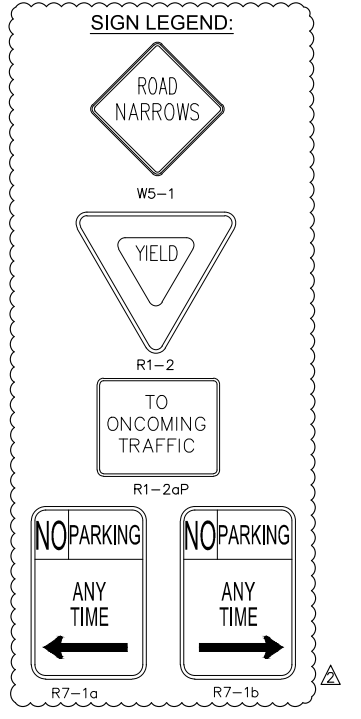 SIGN LEGEND:
ROAD
NARROWS
W5-1
YIELD
R1-2
TO
ONCOMING
TRAFFIC
R1-2aP
NO PARKING
ANY
TIME
R7-1a
NO PARKING
ANY
TIME
R7-1b
2